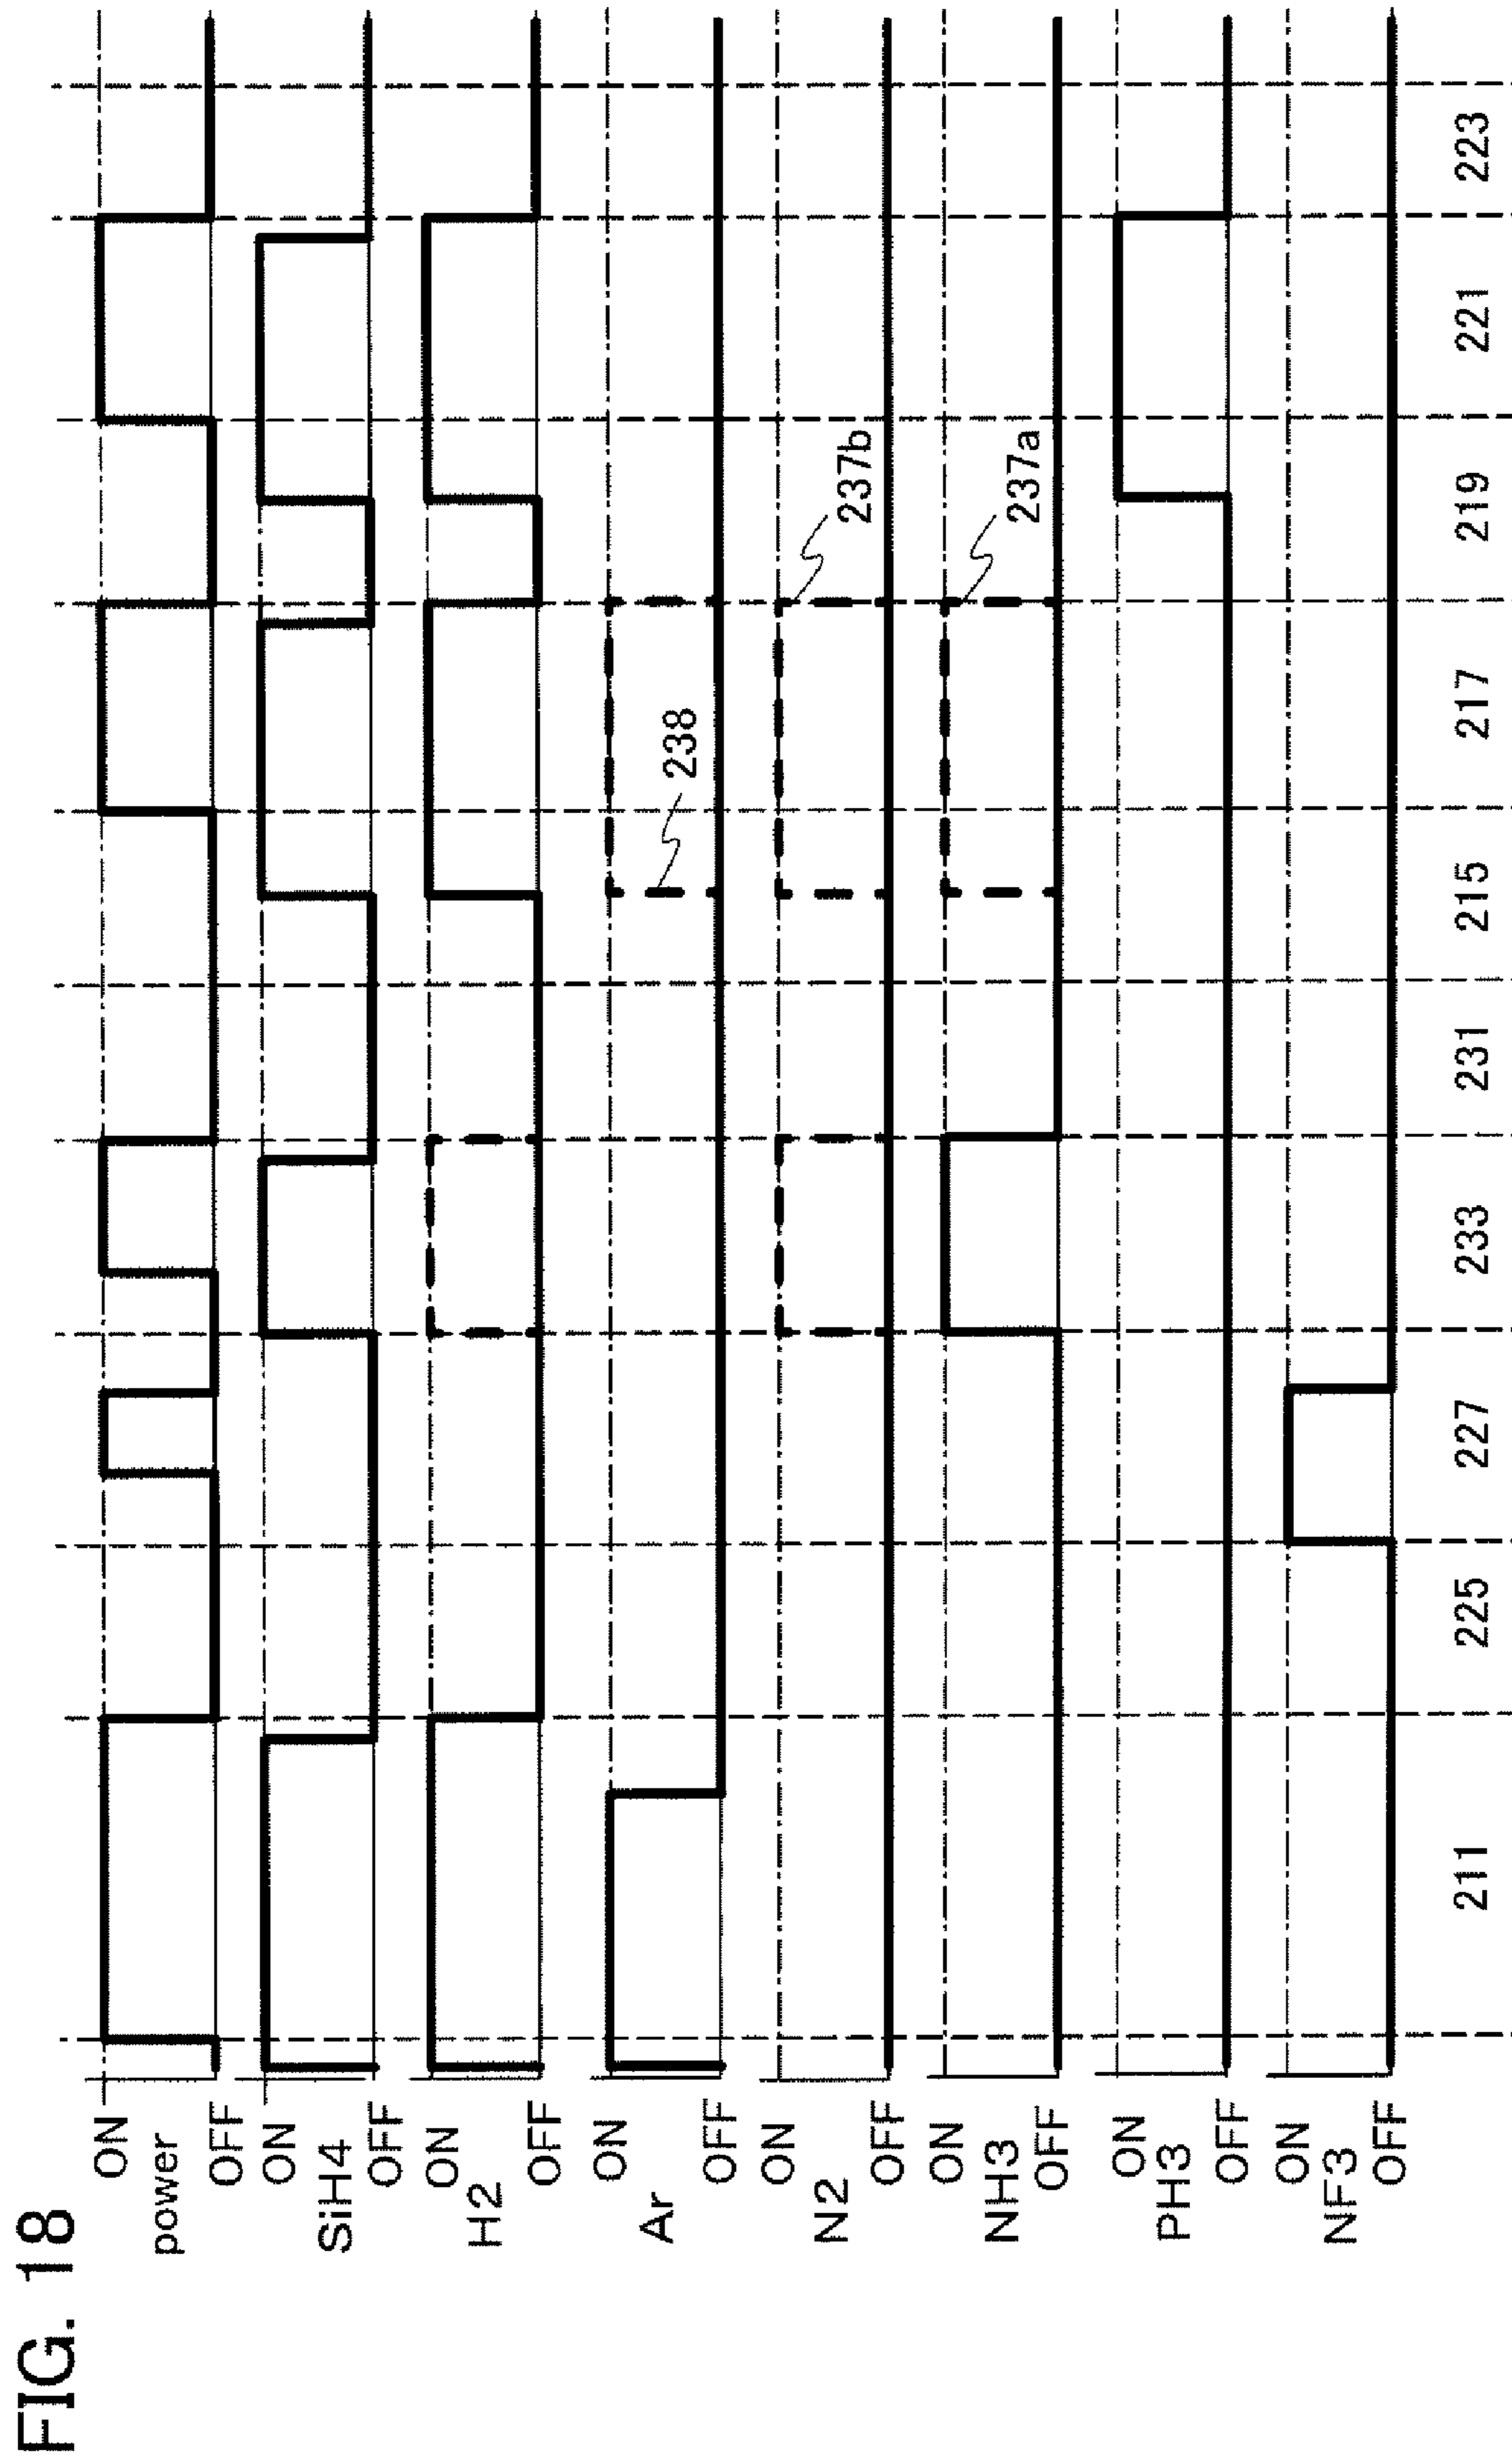 FIG. 18
ON
power
OFF
ON
SiH4
OFF
ON
H2
OFF
ON
Ar
OFF
ON
N2
OFF
ON
NH3
OFF
ON
PH3
OFF
ON
NF3
OFF
238
237b
237a
211 225 227 233 231 215 217 219 221 223